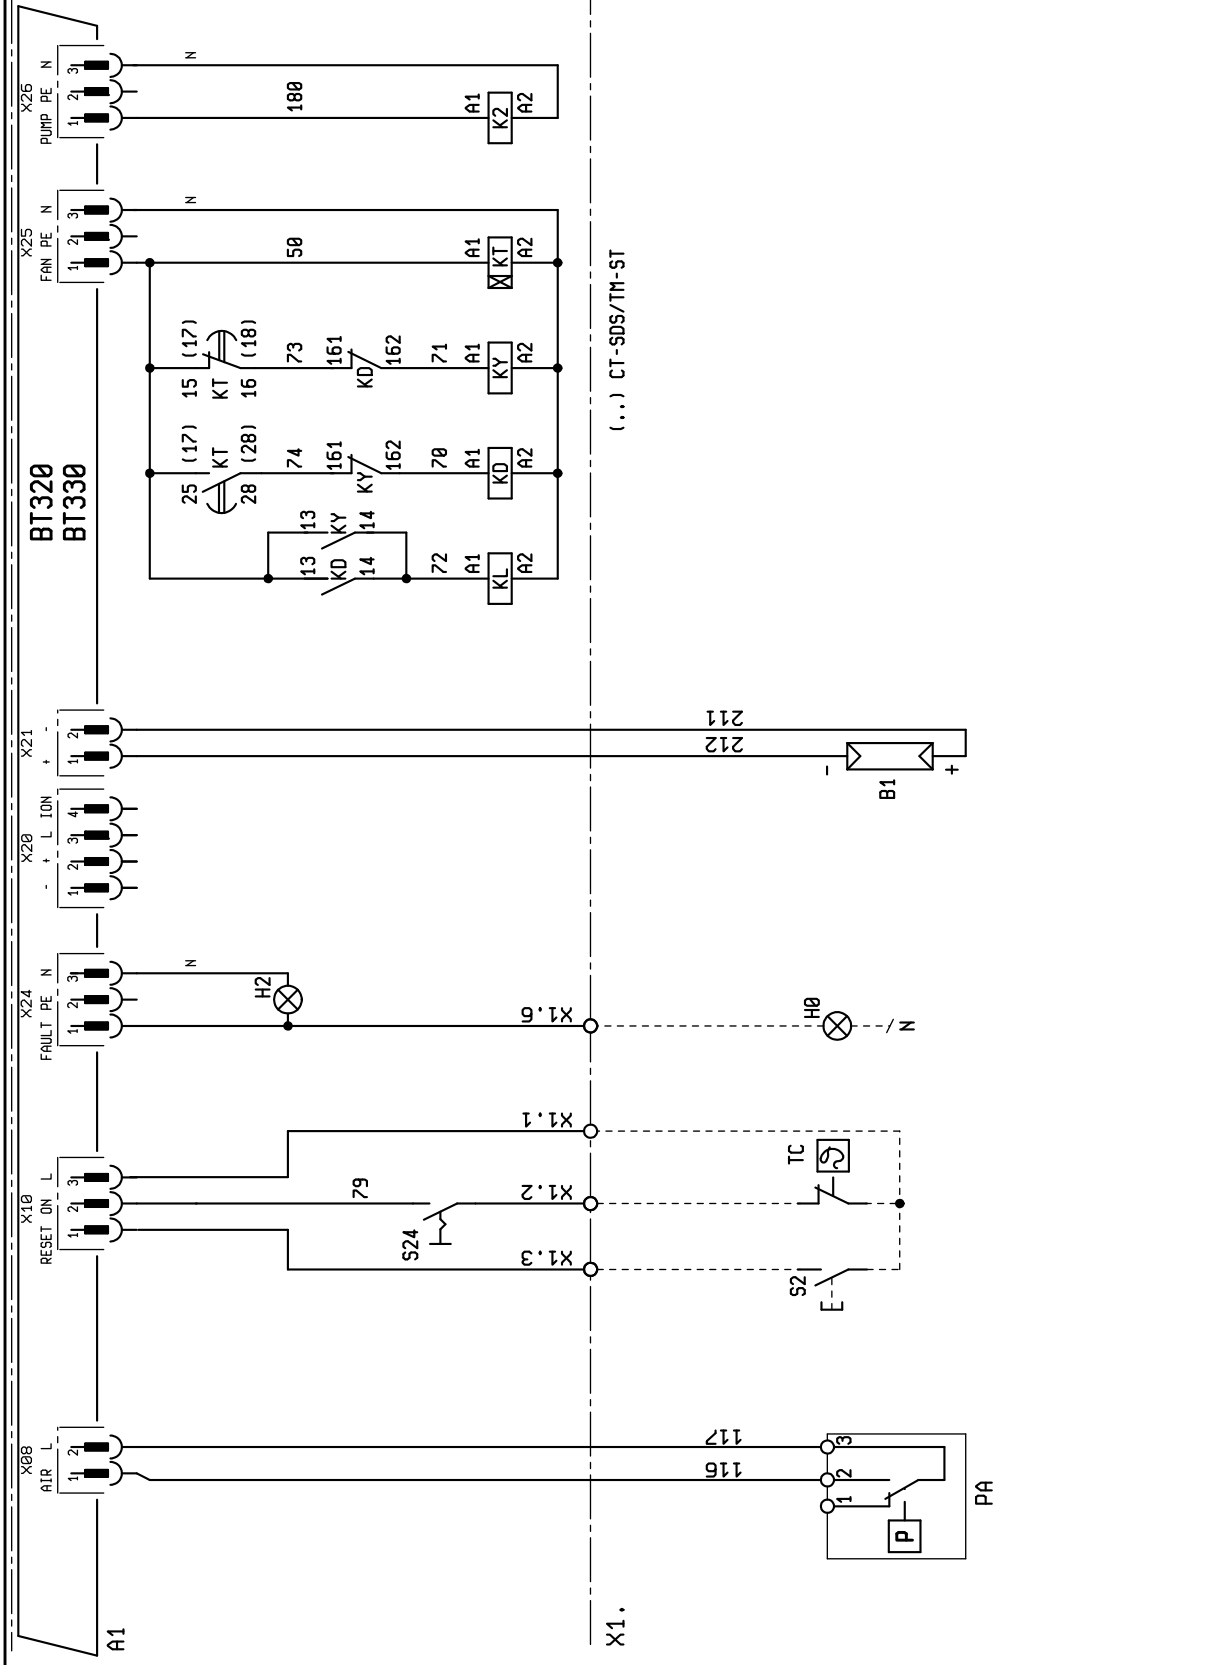 X26
PUMP PE N
1 2 3
N
180
A1
K2
A2
X25
FAN PE N
1 2 3
N
50
A1
KT
A2
15 (17)
KT
16 (18)
73
161
KD
162
71
A1
KY
A2
25 (17)
KT
28 (28)
74
161
KY
162
70
A1
KD
A2
13
KY
14
13
KD
14
72
A1
KL
A2
(..) CT-SDS/TM-ST
BT320
BT330
X21
+ -
1 2
211
212
-
B1
+
X20
- + L ION
1 2 3 4
X24
FAULT PE N
1 2 3
N
H2
X1.6
H0
N
X10
RESET ON L
1 2 3
X1.1
79
S24
X1.2
X1.3
TC
S2
X08
AIR L
1 2
117
116
1 2 3
P
PA
A1
X1.